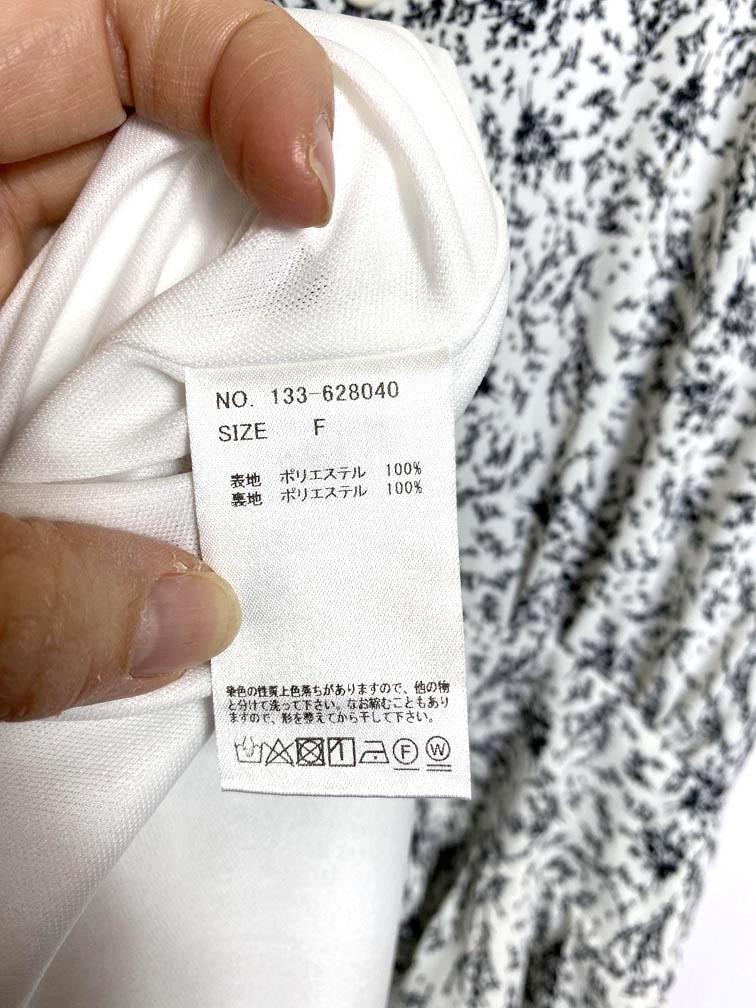 NO. 133-628040
SIZE F
表地 ポリエステル 100%
裏地 ポリエステル 100%
染色の性質上色落ちがありますので、他の物
と分けて洗って下さい。なお縮むこともあり
ますので、形を整えてから干して下さい。
F W